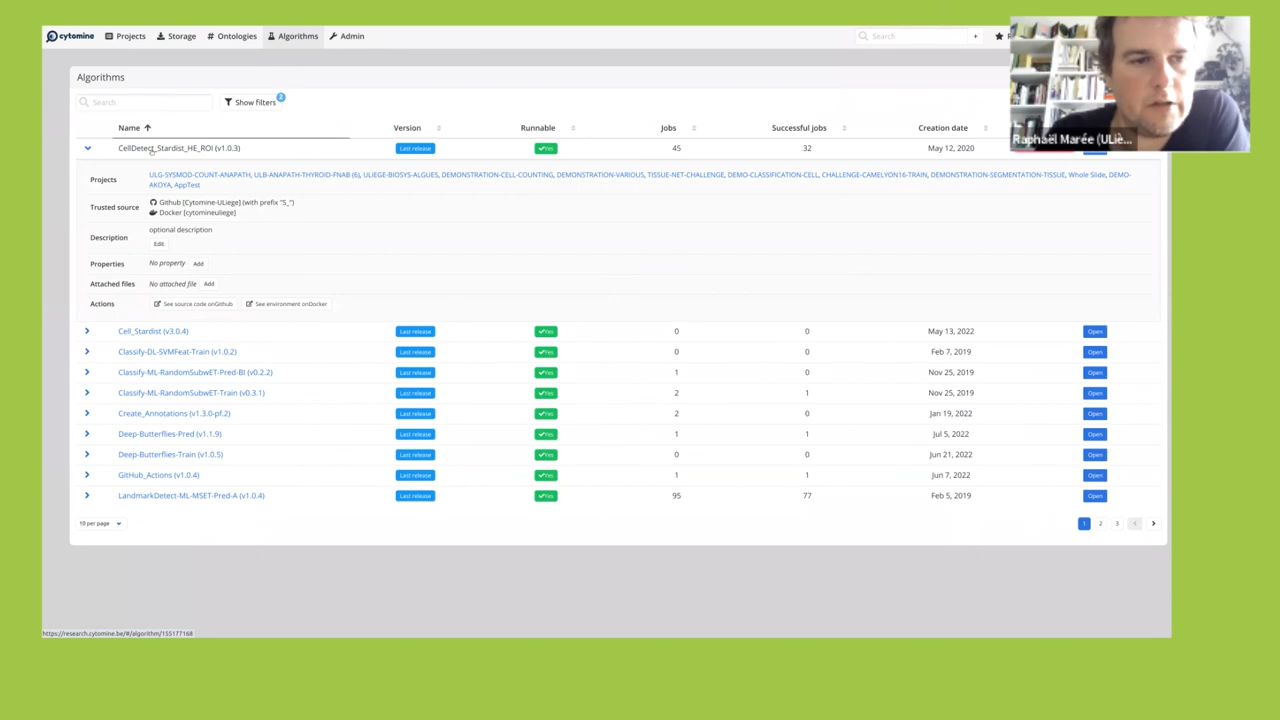 cytomine Projects Storage Ontologies Algorithms Admin Search +
Algorithms
Search Show filters 2
Name Version Runnable Jobs Successful jobs Creation date
CellDetect_Stardist_HE_ROI (v1.0.3) Last release Yes 45 32 May 12, 2020
Projects ULG-SYSMOD-COUNT-ANAPATH, ULB-ANAPATH-THYROID-FNAB (6), ULIEGE-BIOSYS-ALGUES, DEMONSTRATION-CELL-COUNTING, DEMONSTRATION-VARIOUS, TISSUE-NET-CHALLENGE, DEMO-CLASSIFICATION-CELL, CHALLENGE-CAMELYON16-TRAIN, DEMONSTRATION-SEGMENTATION-TISSUE, Whole Slide, DEMO-
AKOYA, AppTest
Trusted source Github [Cytomine-ULiege] (with prefix "S_")
Docker [cytomineuliege]
Description optional description
Edit
Properties No property Add
Attached files No attached file Add
Actions See source code onGithub See environment onDocker
Cell_Stardist (v3.0.4) Last release Yes 0 0 May 13, 2022 Open
Classify-DL-SVMFeat-Train (v1.0.2) Last release Yes 0 0 Feb 7, 2019 Open
Classify-ML-RandomSubwET-Pred-BI (v0.2.2) Last release Yes 1 0 Nov 25, 2019 Open
Classify-ML-RandomSubwET-Train (v0.3.1) Last release Yes 2 1 Nov 25, 2019 Open
Create_Annotations (v1.3.0-pf.2) Last release Yes 2 0 Jan 19, 2022 Open
Deep-Butterflies-Pred (v1.1.9) Last release Yes 1 1 Jul 5, 2022 Open
Deep-Butterflies-Train (v1.0.5) Last release Yes 0 0 Jun 21, 2022 Open
GitHub_Actions (v1.0.4) Last release Yes 1 1 Jun 7, 2022 Open
LandmarkDetect-ML-MSET-Pred-A (v1.0.4) Last release Yes 95 77 Feb 5, 2019 Open
10 per page 1 2 3
https://research.cytomine.be/#/algorithm/155177168
Raphaël Marée (ULiè...